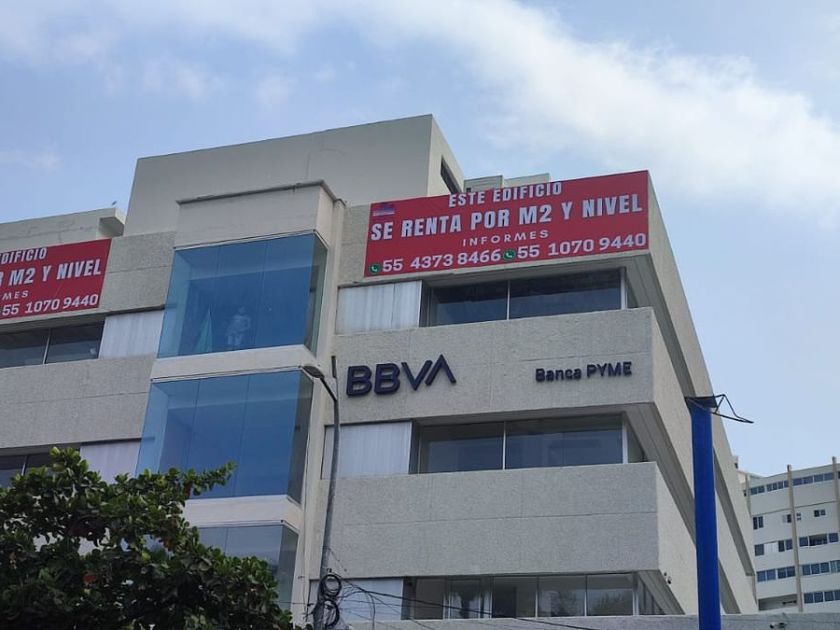 EDIFICIO
R M2 Y NIVEL
MES
55 1070 9440
ESTE EDIFICIO
SE RENTA POR M2 Y NIVEL
INFORMES
55 4373 8466 55 1070 9440
BBVA
Banca PYME